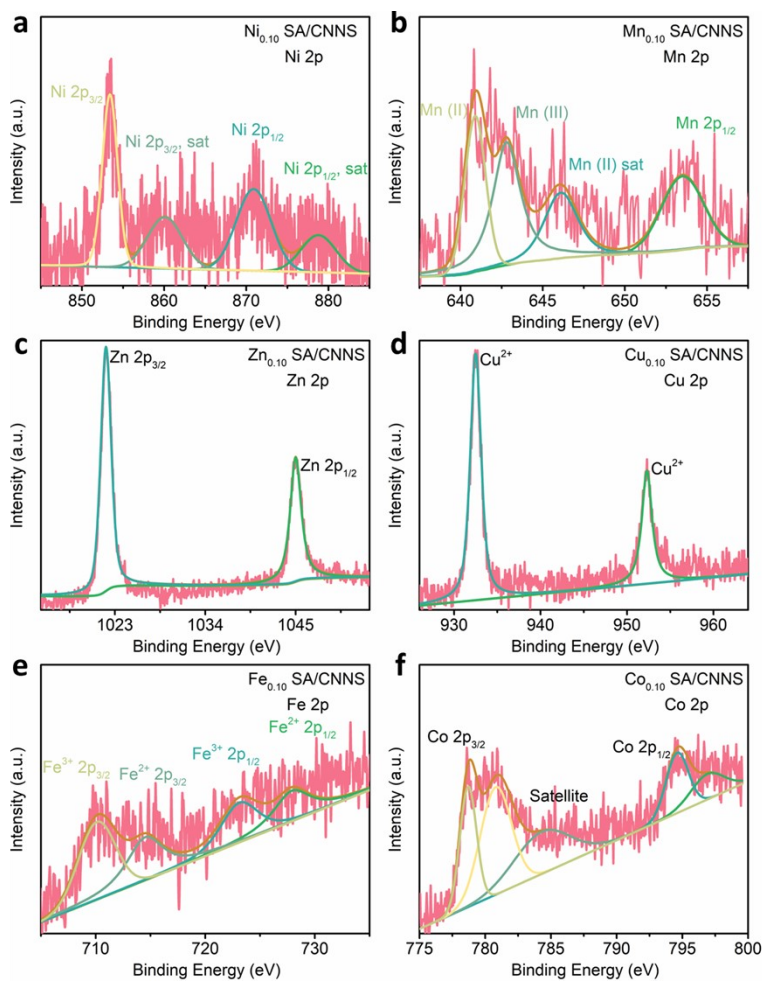 a
Ni0.10 SA/CNNS
Ni 2p
Ni 2p3/2
Ni 2p3/2, sat
Ni 2p1/2
Ni 2p1/2, sat
Intensity (a.u.)
850 860 870 880
Binding Energy (eV)
b
Mn0.10 SA/CNNS
Mn 2p
Mn (II)
Mn (III)
Mn (II) sat
Mn 2p1/2
Intensity (a.u.)
640 645 650 655
Binding Energy (eV)
c
Zn0.10 SA/CNNS
Zn 2p
Zn 2p3/2
Zn 2p1/2
Intensity (a.u.)
1023 1034 1045
Binding Energy (eV)
d
Cu0.10 SA/CNNS
Cu 2p
Cu2+
Cu2+
Intensity (a.u.)
930 940 950 960
Binding Energy (eV)
e
Fe0.10 SA/CNNS
Fe 2p
Fe3+ 2p3/2
Fe2+ 2p3/2
Fe3+ 2p1/2
Fe2+ 2p1/2
Intensity (a.u.)
710 720 730
Binding Energy (eV)
f
Co0.10 SA/CNNS
Co 2p
Co 2p3/2
Satellite
Co 2p1/2
Intensity (a.u.)
775 780 785 790 795 800
Binding Energy (eV)